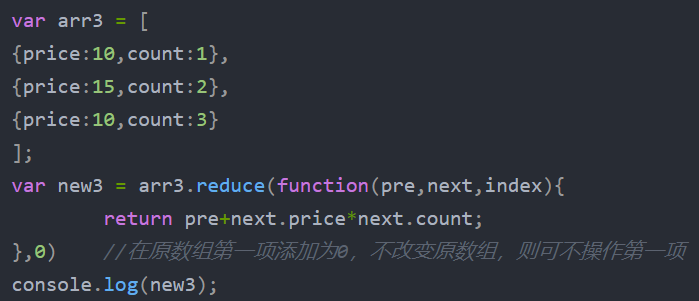 var arr3 = [
{price:10,count:1},
{price:15,count:2},
{price:10,count:3}
];
var new3 = arr3.reduce(function(pre,next,index){
        return pre+next.price*next.count;
},0)    //在原数组第一项添加为0，不改变原数组，则可不操作第一项
console.log(new3);